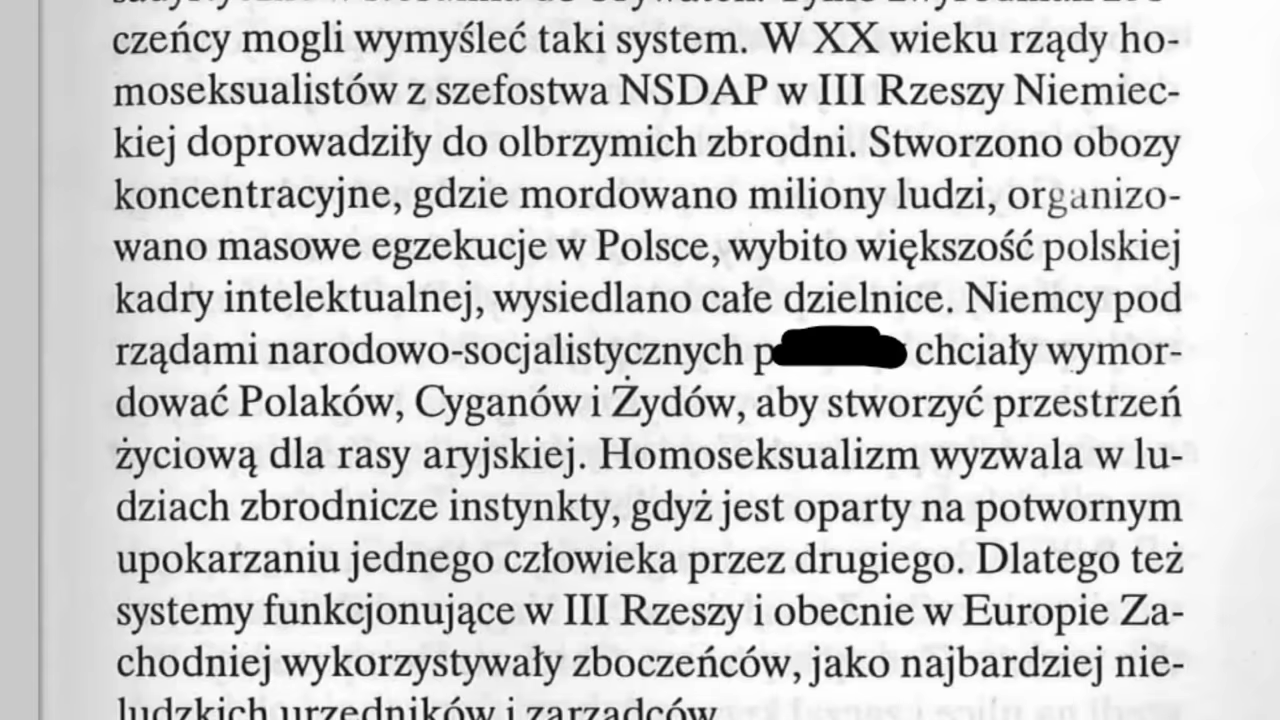 czeńcy mogli wymyśleć taki system. W XX wieku rządy ho-
moseksualistów z szefostwa NSDAP w III Rzeszy Niemiec-
kiej doprowadziły do olbrzymich zbrodni. Stworzono obozy
koncentracyjne, gdzie mordowano miliony ludzi, organizo-
wano masowe egzekucje w Polsce, wybito większość polskiej
kadry intelektualnej, wysiedlano całe dzielnice. Niemcy pod
rządami narodowo-socjalistycznych p chciały wymor-
dować Polaków, Cyganów i Żydów, aby stworzyć przestrzeń
życiową dla rasy aryjskiej. Homoseksualizm wyzwala w lu-
dziach zbrodnicze instynkty, gdyż jest oparty na potwornym
upokarzaniu jednego człowieka przez drugiego. Dlatego też
systemy funkcjonujące w III Rzeszy i obecnie w Europie Za-
chodniej wykorzystywały zboczeńców, jako najbardziej nie-
ludzkich urzędników i zarządców.